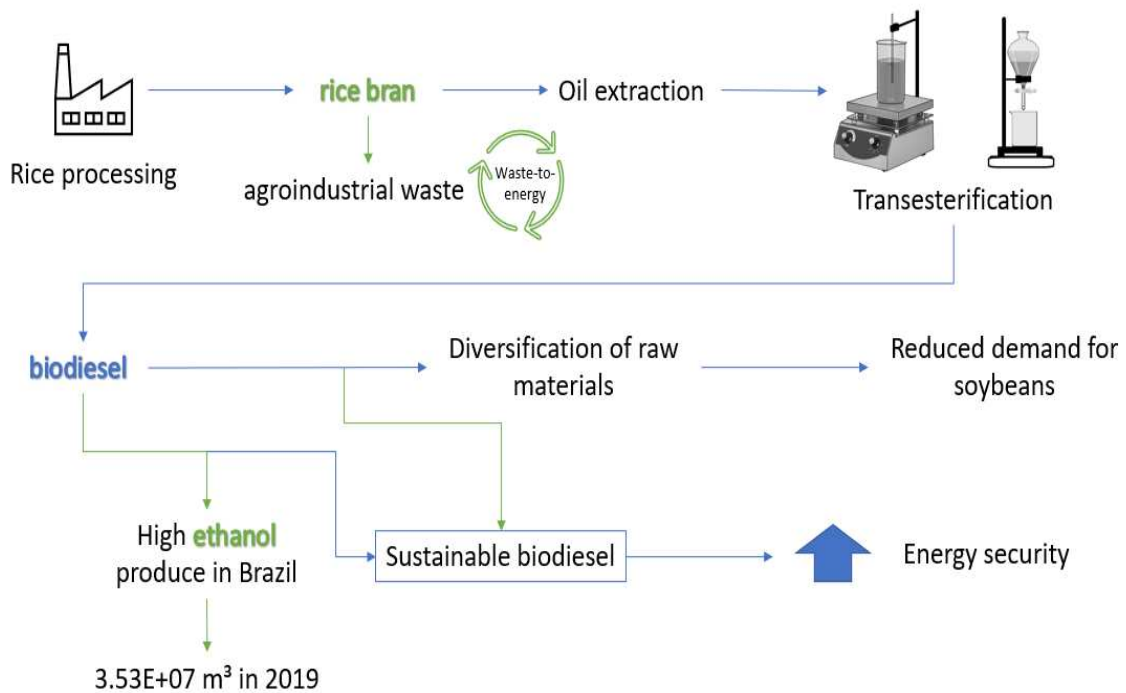 rice bran
Oil extraction
Rice processing
agroindustrial waste
Waste-to-
energy
Transesterification
biodiesel
Diversification of raw
materials
Reduced demand for
soybeans
High ethanol
produce in Brazil
Sustainable biodiesel
Energy security
3.53E+07 m³ in 2019